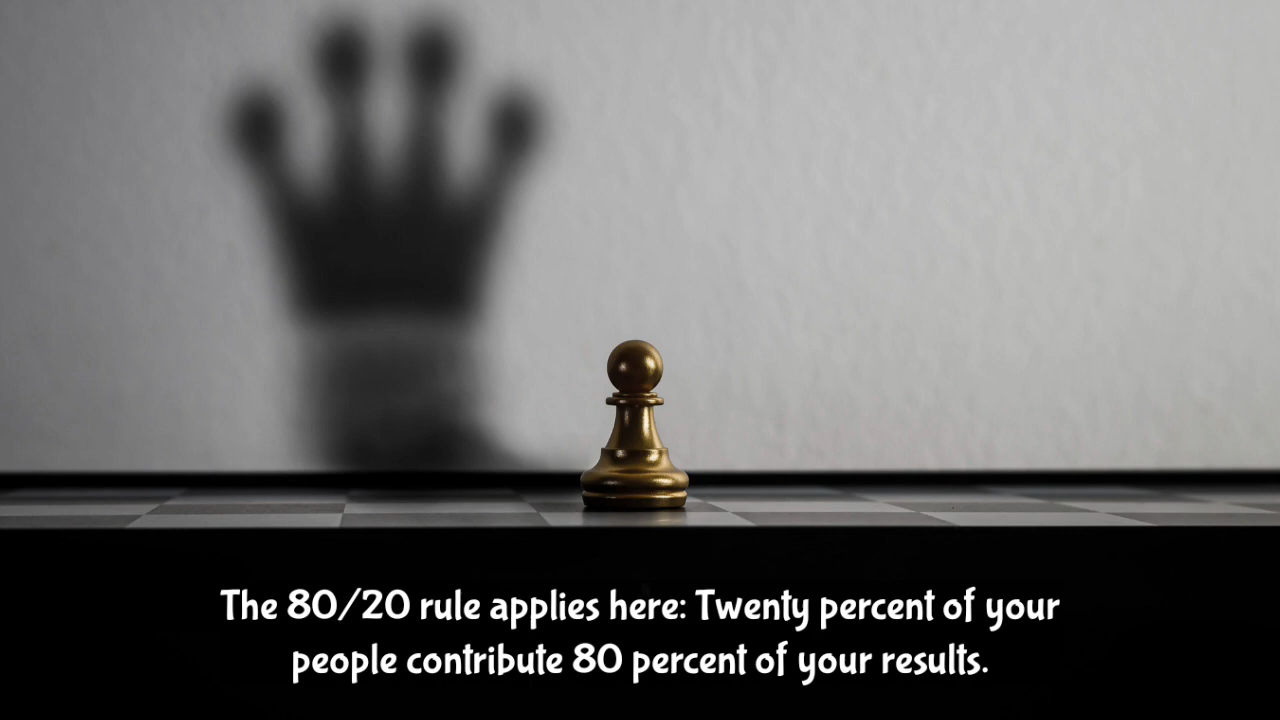 The 80/20 rule applies here: Twenty percent of your
people contribute 80 percent of your results.